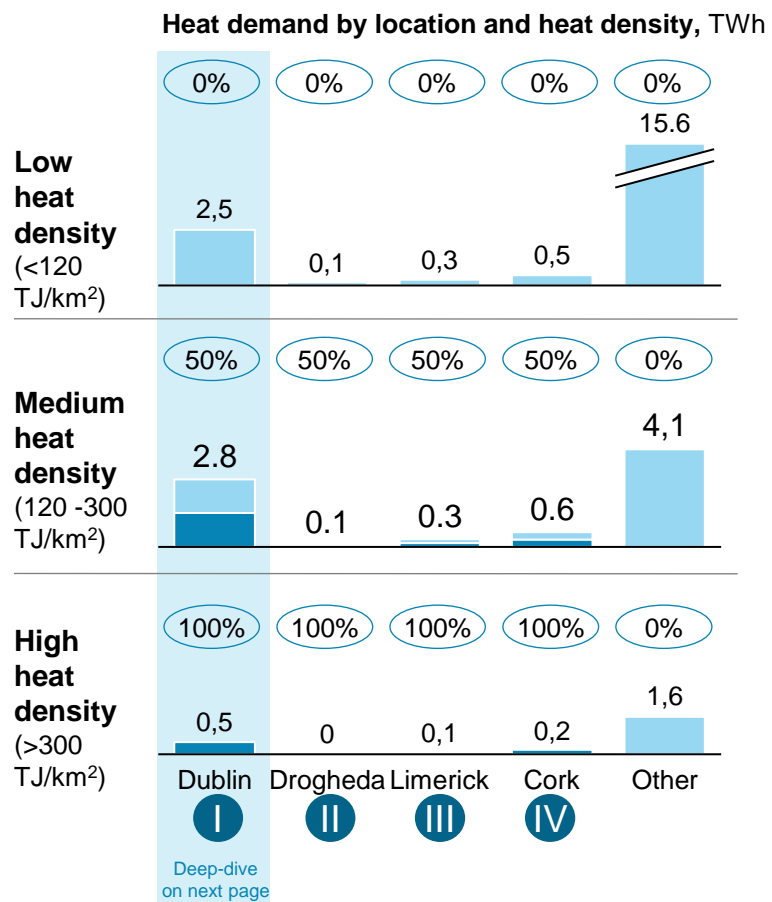 Heat demand by location and heat density, TWh
0% 0% 0% 0% 0%
15.6
Low
heat
density
(<120
TJ/km²)
2,5 0,1 0,3 0,5
50% 50% 50% 50% 0%
Medium
heat
density
(120 -300
TJ/km²)
2.8 0.1 0.3 0.6 4,1
100% 100% 100% 100% 0%
High
heat
density
(>300
TJ/km²)
0,5 0 0,1 0,2 1,6
Dublin Drogheda Limerick Cork Other
I II III IV
Deep-dive
on next page